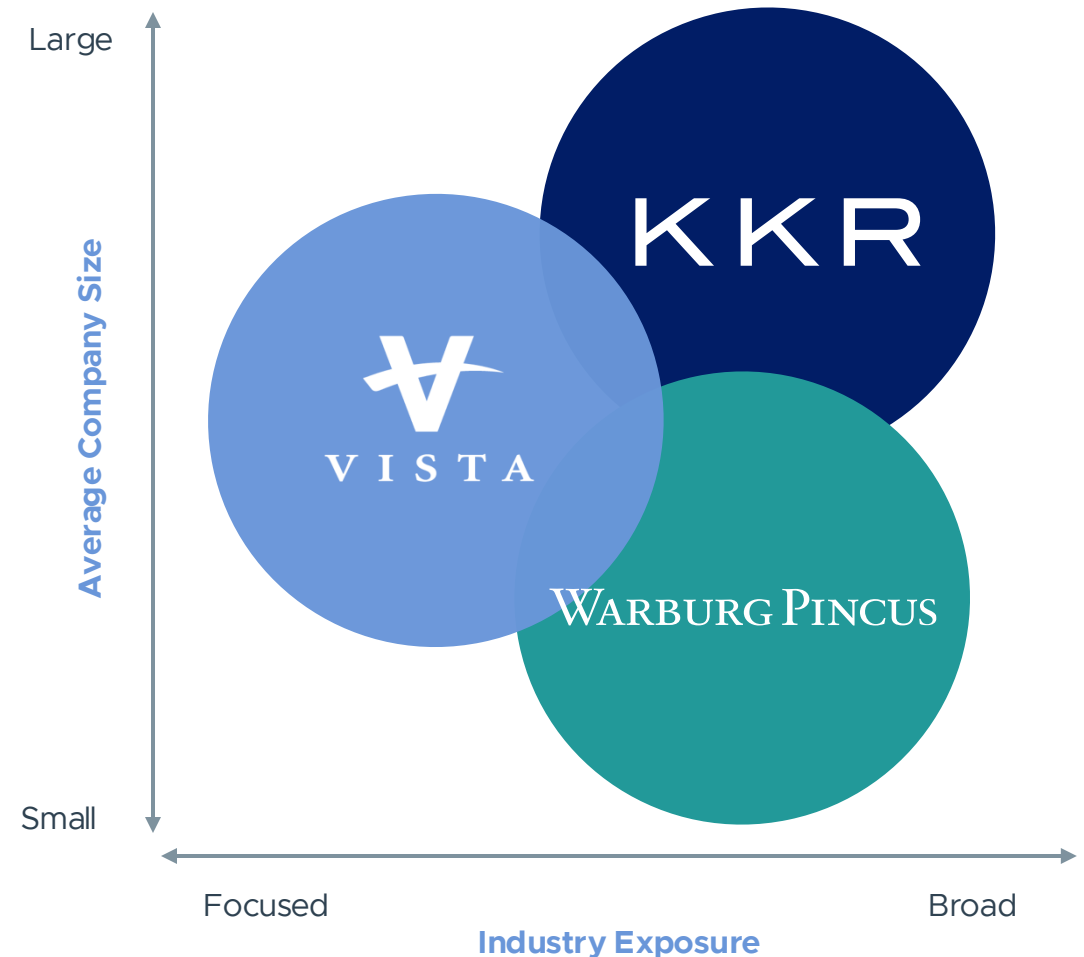 Large
KKR
Average Company Size
VISTA
WARBURG PINCUS
Small
Focused
Broad
Industry Exposure